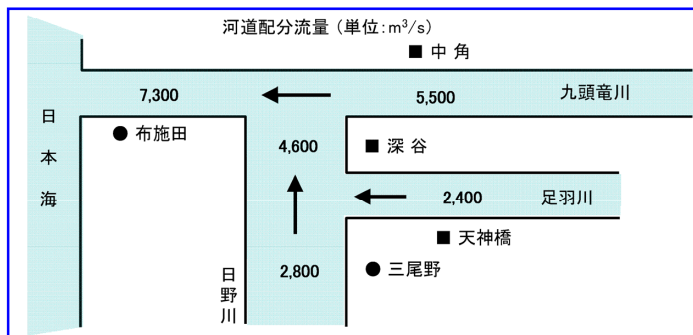 河道配分流量（単位:m³/s）
■ 中 角
7,300
5,500
九頭竜川
日本海
● 布施田
4,600
■ 深 谷
2,400
足羽川
■ 天神橋
日野川
2,800
● 三尾野